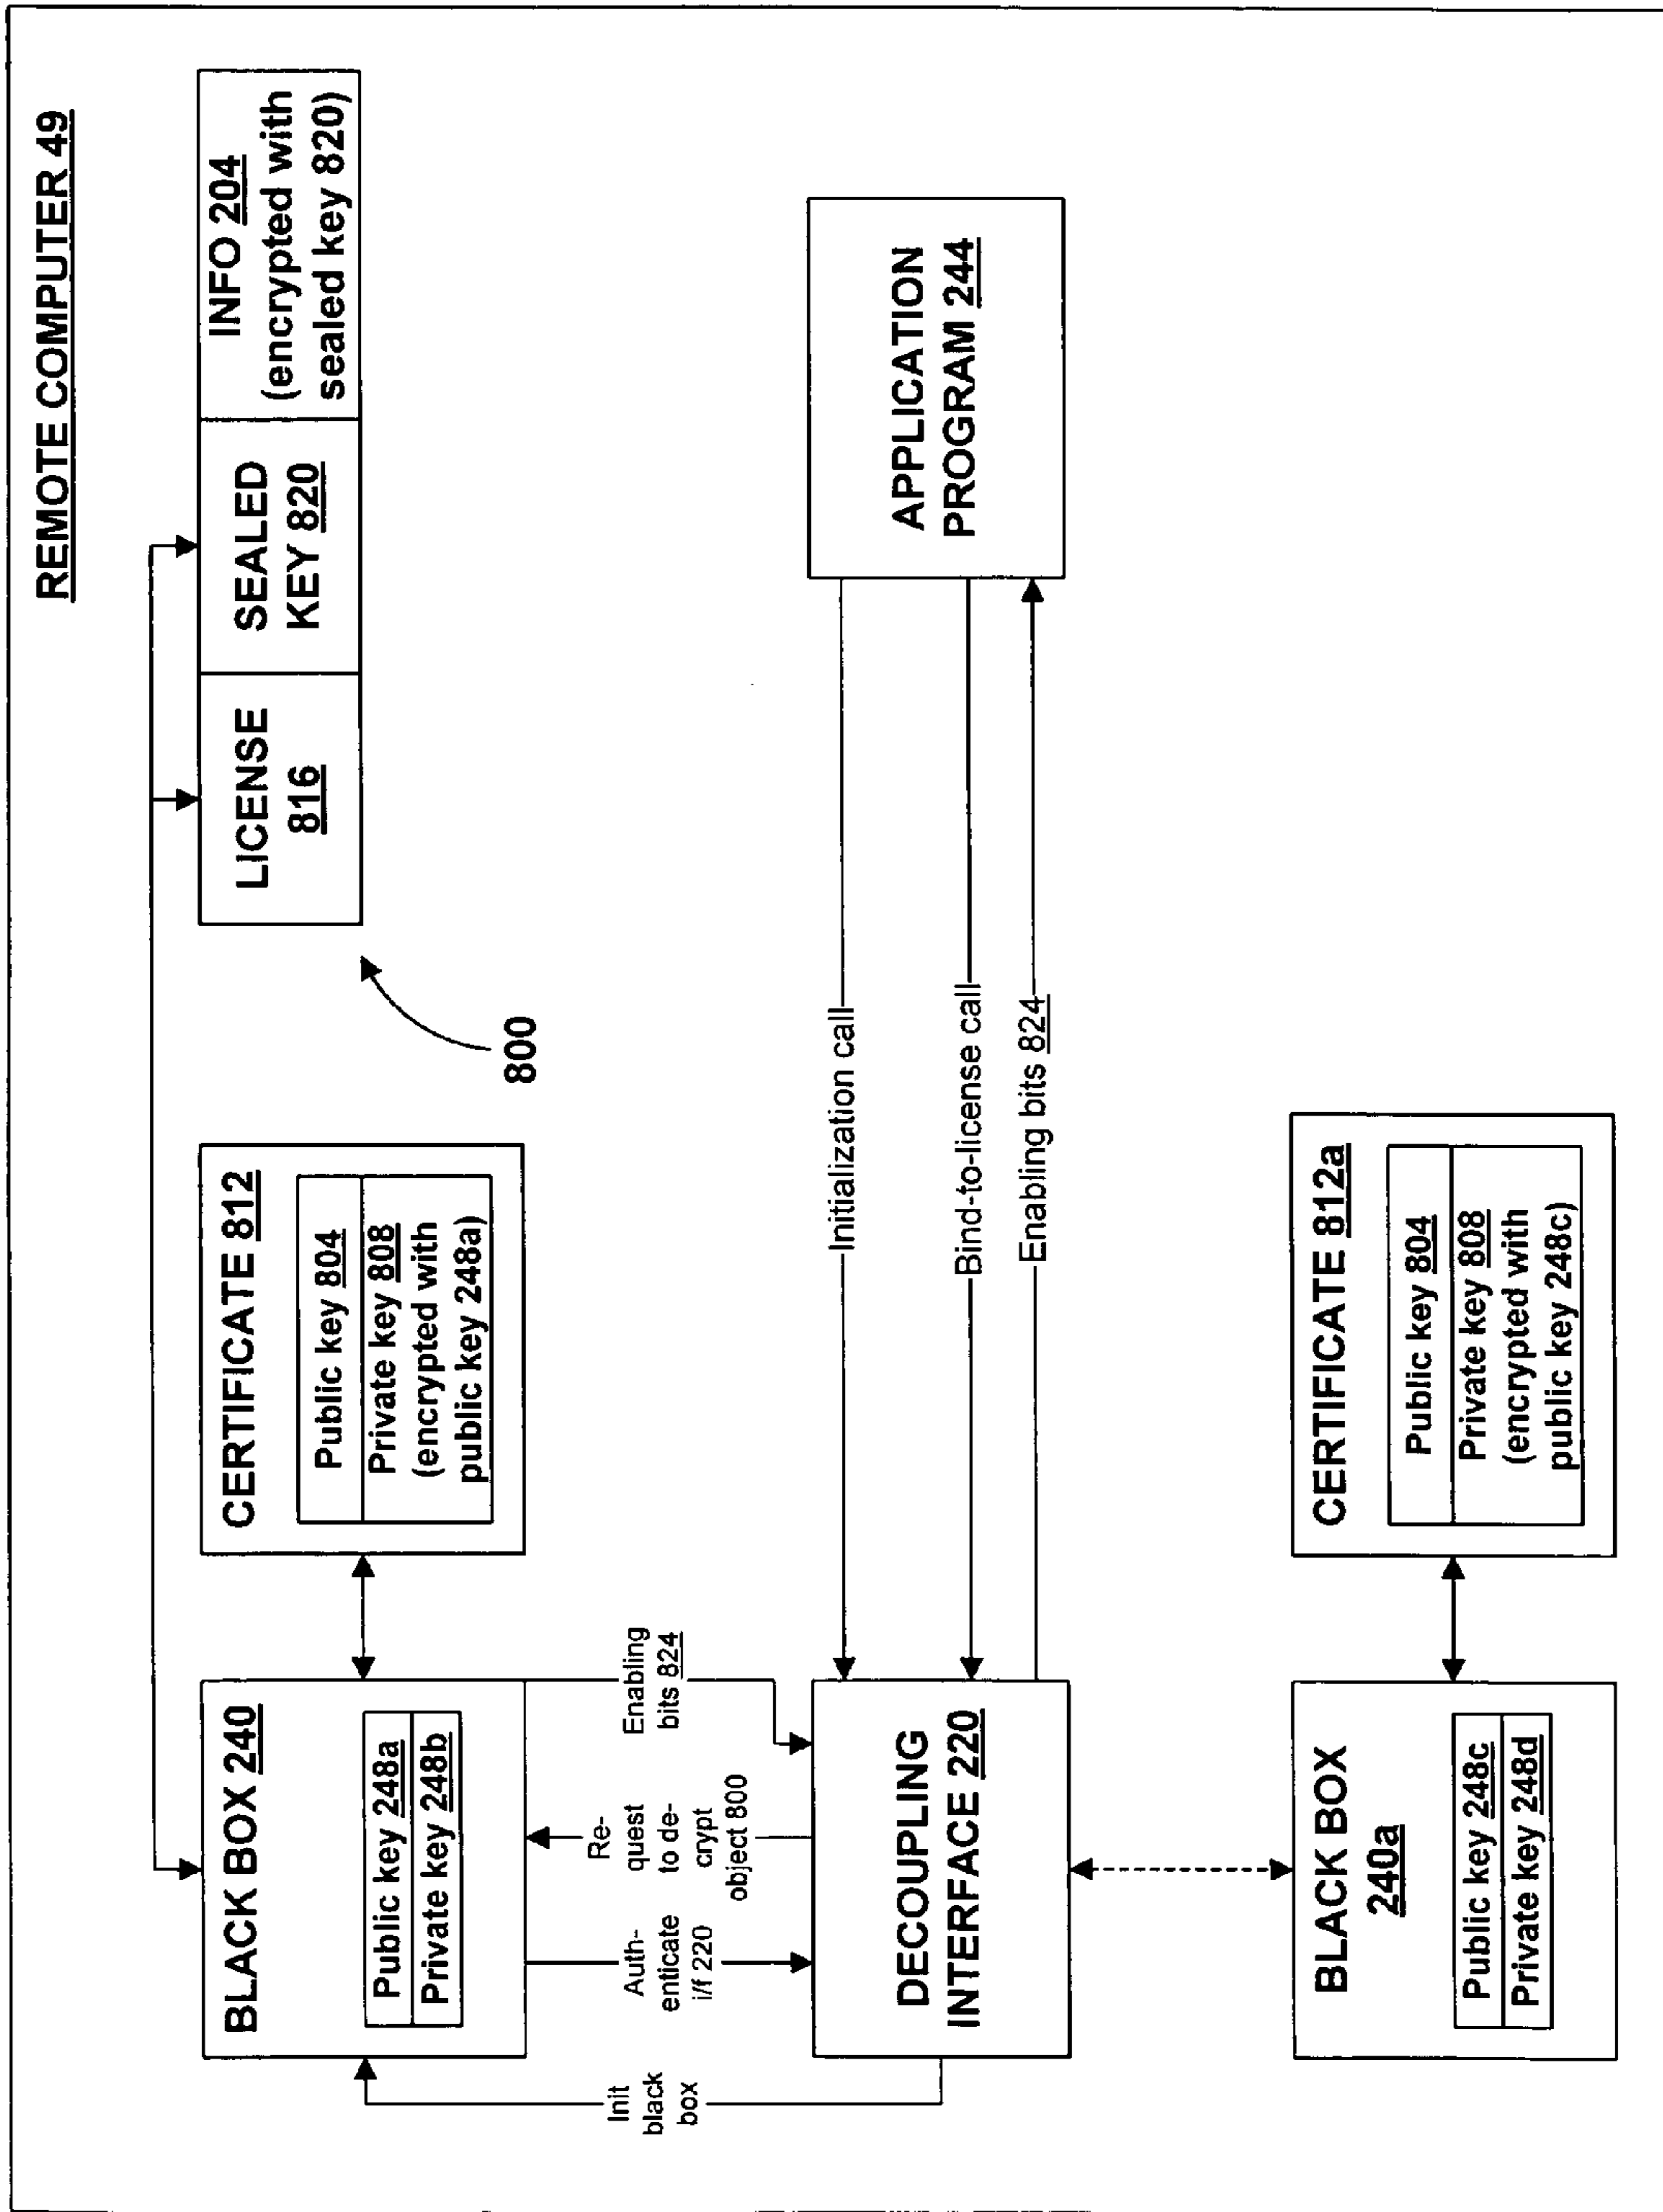 REMOTE COMPUTER 49
BLACK BOX 240
Public key 248a
Private key 248b
CERTIFICATE 812
Public key 804
Private key 808
(encrypted with
public key 248a)
LICENSE
816
SEALED
KEY 820
INFO 204
(encrypted with
sealed key 820)
800
Init
black
box
Auth-
enticate
i/f 220
Re-
quest
to de-
crypt
object 800
Enabling
bits 824
DECOUPLING
INTERFACE 220
Initialization call
Bind-to-license call
Enabling bits 824
APPLICATION
PROGRAM 244
BLACK BOX
240a
Public key 248c
Private key 248d
CERTIFICATE 812a
Public key 804
Private key 808
(encrypted with
public key 248c)